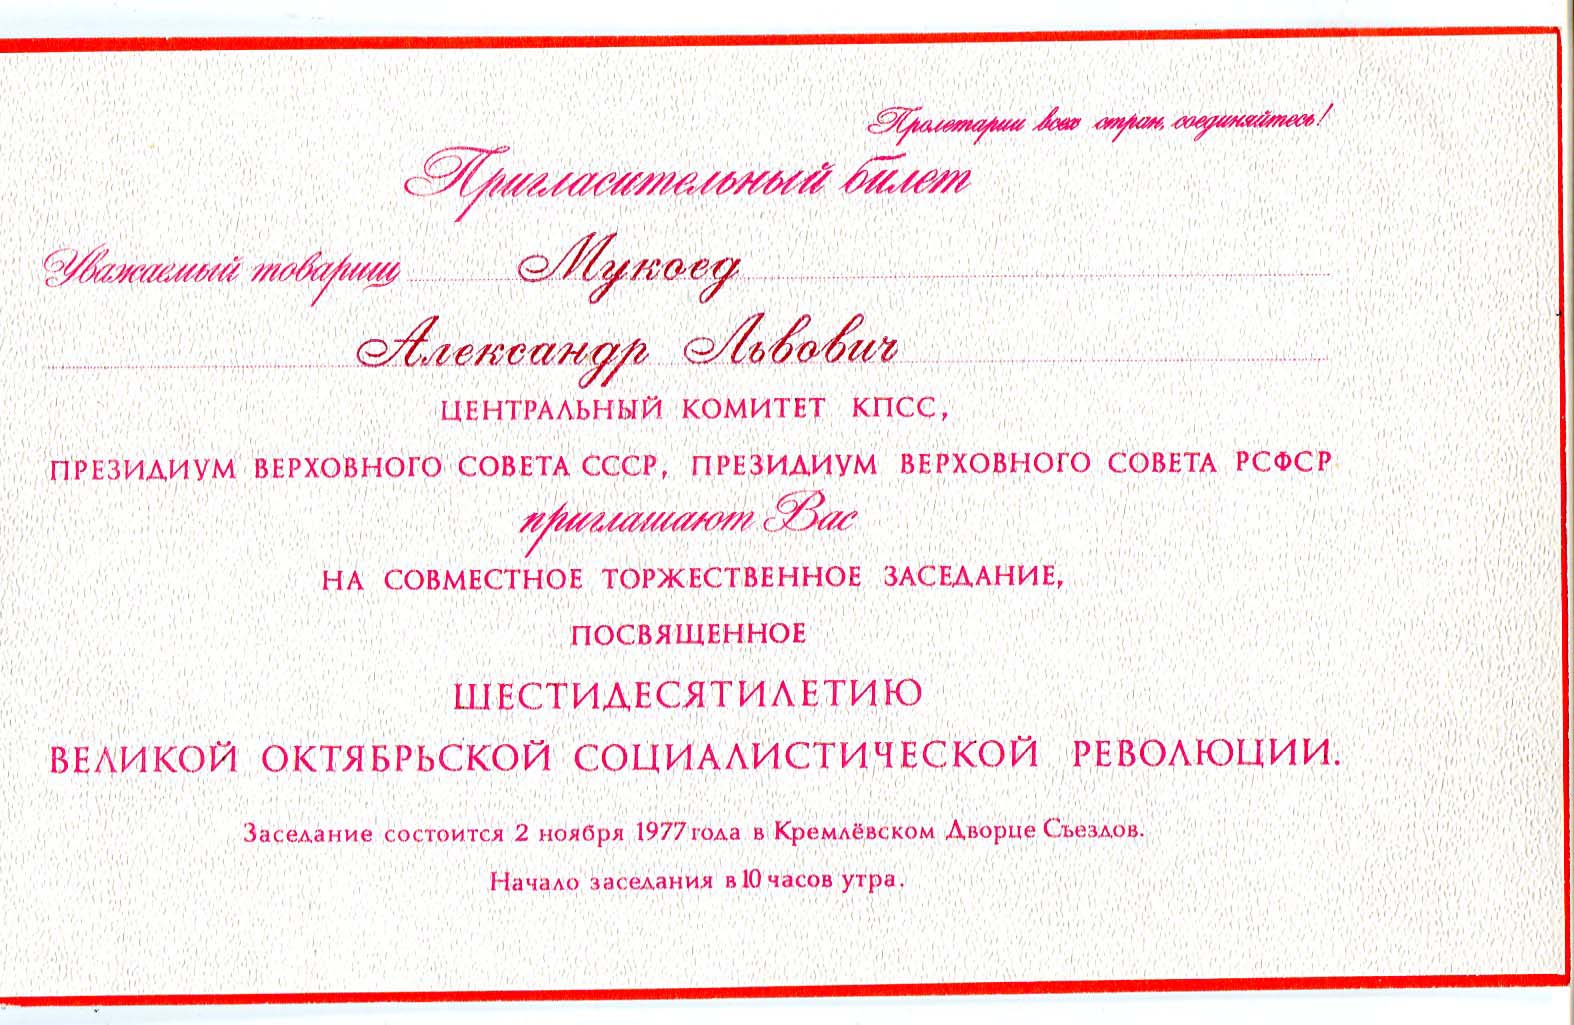 Пролетарии всех стран, соединяйтесь!
Пригласительный билет
Уважаемый товарищ Мукоед
Александр Львович
ЦЕНТРАЛЬНЫЙ КОМИТЕТ КПСС,
ПРЕЗИДИУМ ВЕРХОВНОГО СОВЕТА СССР, ПРЕЗИДИУМ ВЕРХОВНОГО СОВЕТА РСФСР
приглашают Вас
НА СОВМЕСТНОЕ ТОРЖЕСТВЕННОЕ ЗАСЕДАНИЕ,
ПОСВЯЩЕННОЕ
ШЕСТИДЕСЯТИЛЕТИЮ
ВЕЛИКОЙ ОКТЯБРЬСКОЙ СОЦИАЛИСТИЧЕСКОЙ РЕВОЛЮЦИИ.
Заседание состоится 2 ноября 1977 года в Кремлёвском Дворце Съездов.
Начало заседания в 10 часов утра.